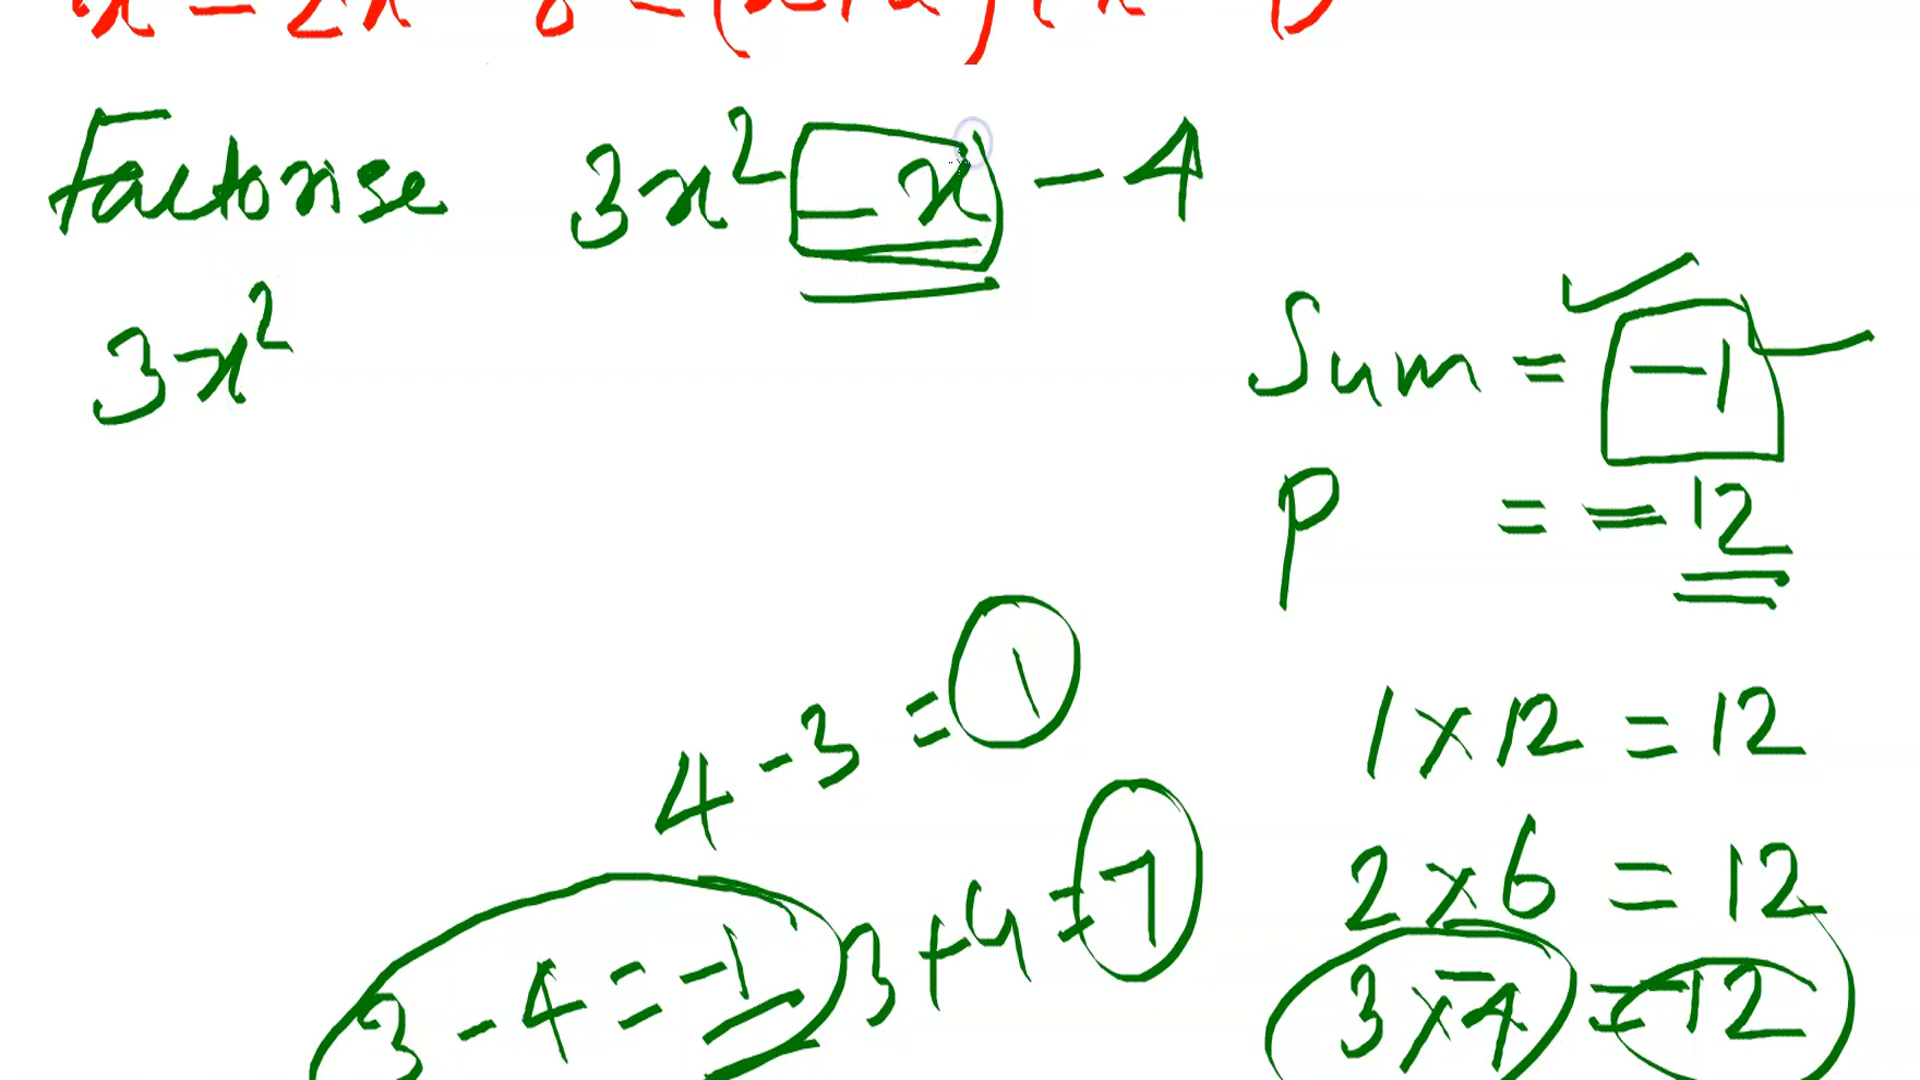 Factorise 3x² - x - 4
3x²
Sum = -1
P = -12
4 - 3 = 1
1 x 12 = 12
3 + 4 = 7
2 x 6 = 12
3 - 4 = -1
3 x -4 = -12